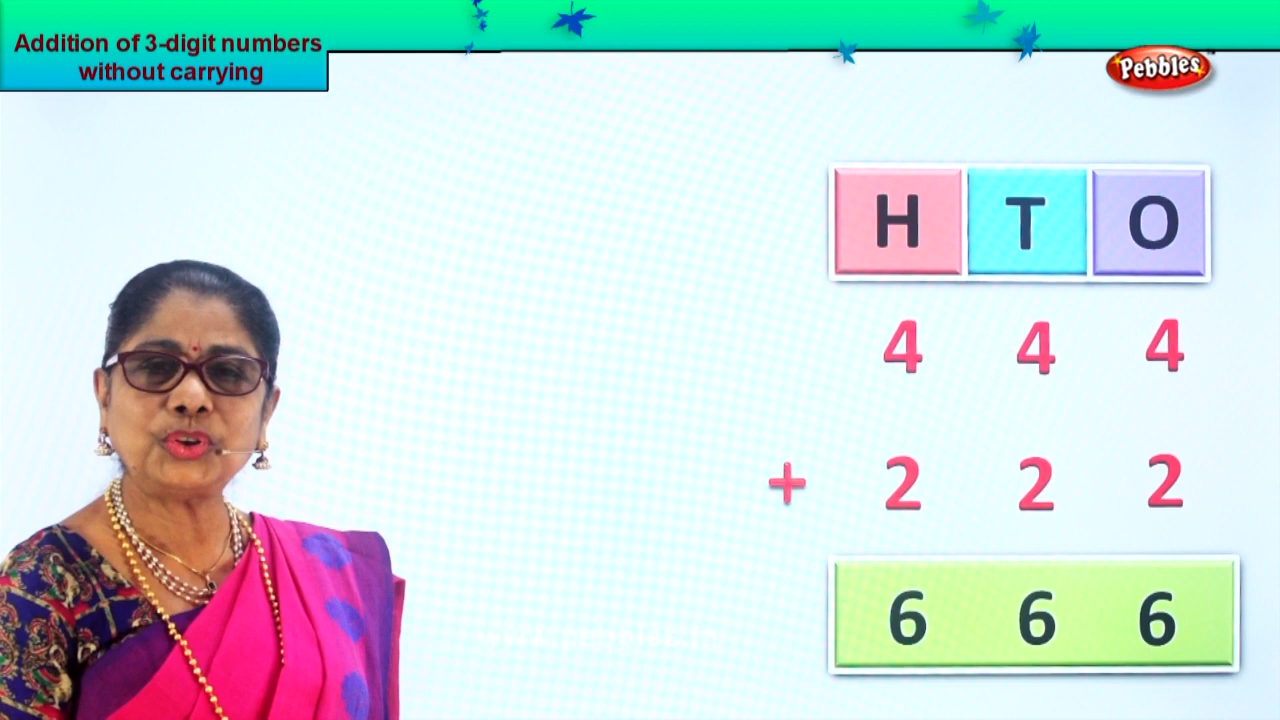 Addition of 3-digit numbers
without carrying
Pebbles
H T O
4 4 4
+ 2 2 2
6 6 6